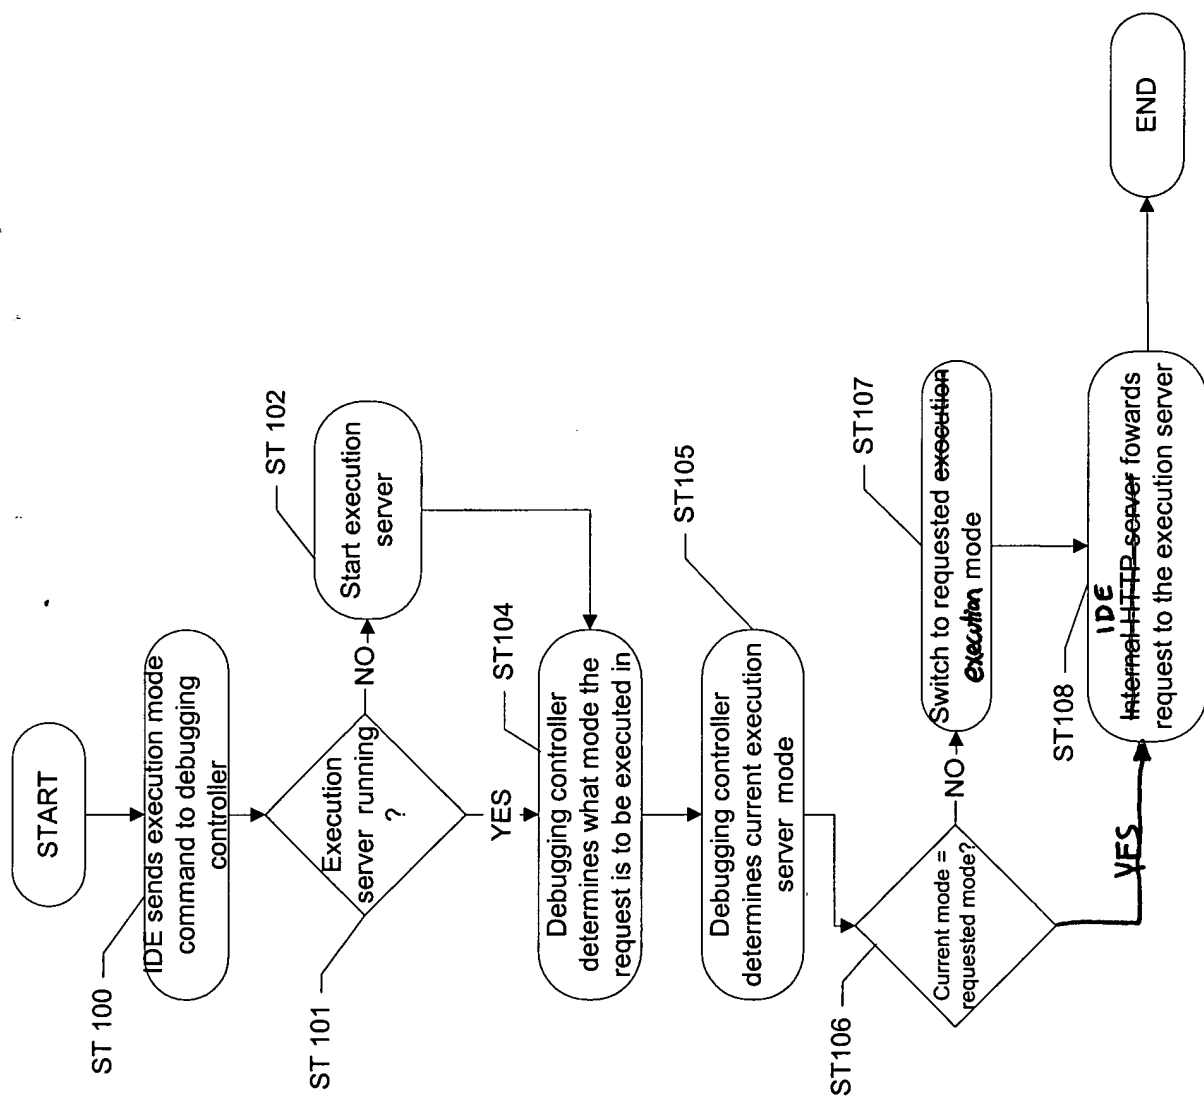 START
ST 100
IDE sends execution mode
command to debugging
controller
ST 101
Execution
server running
?
NO
ST 102
Start execution
server
YES
ST104
Debugging controller
determines what mode the
request is to be executed in
ST105
Debugging controller
determines current execution
server mode
ST106
Current mode =
requested mode?
NO
ST107
Switch to requested execution
execution mode
YES
ST108
IDE
Internal HTTP server fowards
request to the execution server
END